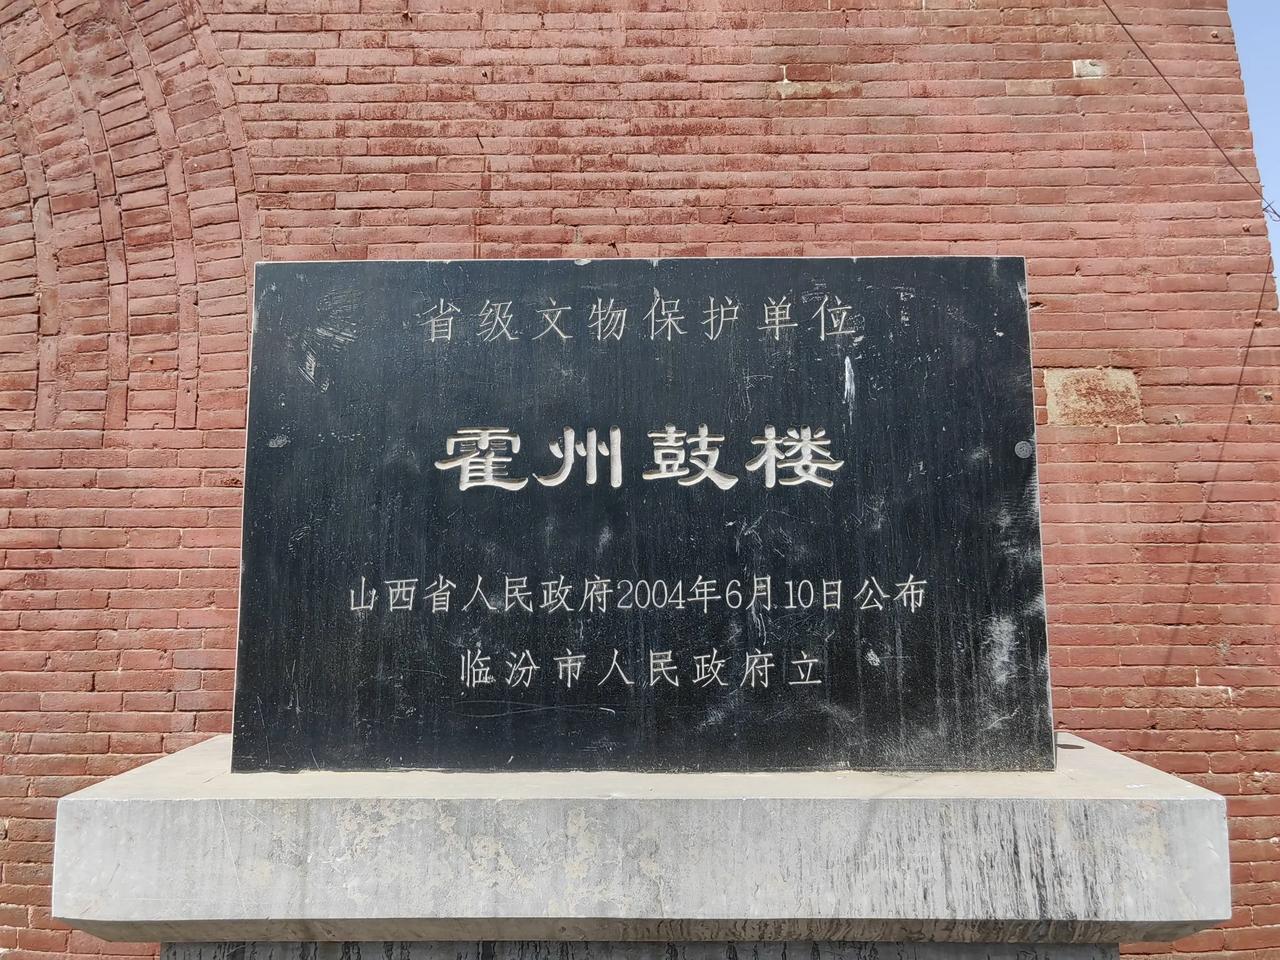 省级文物保护单位
霍州鼓楼
山西省人民政府2004年6月10日公布
临汾市人民政府立